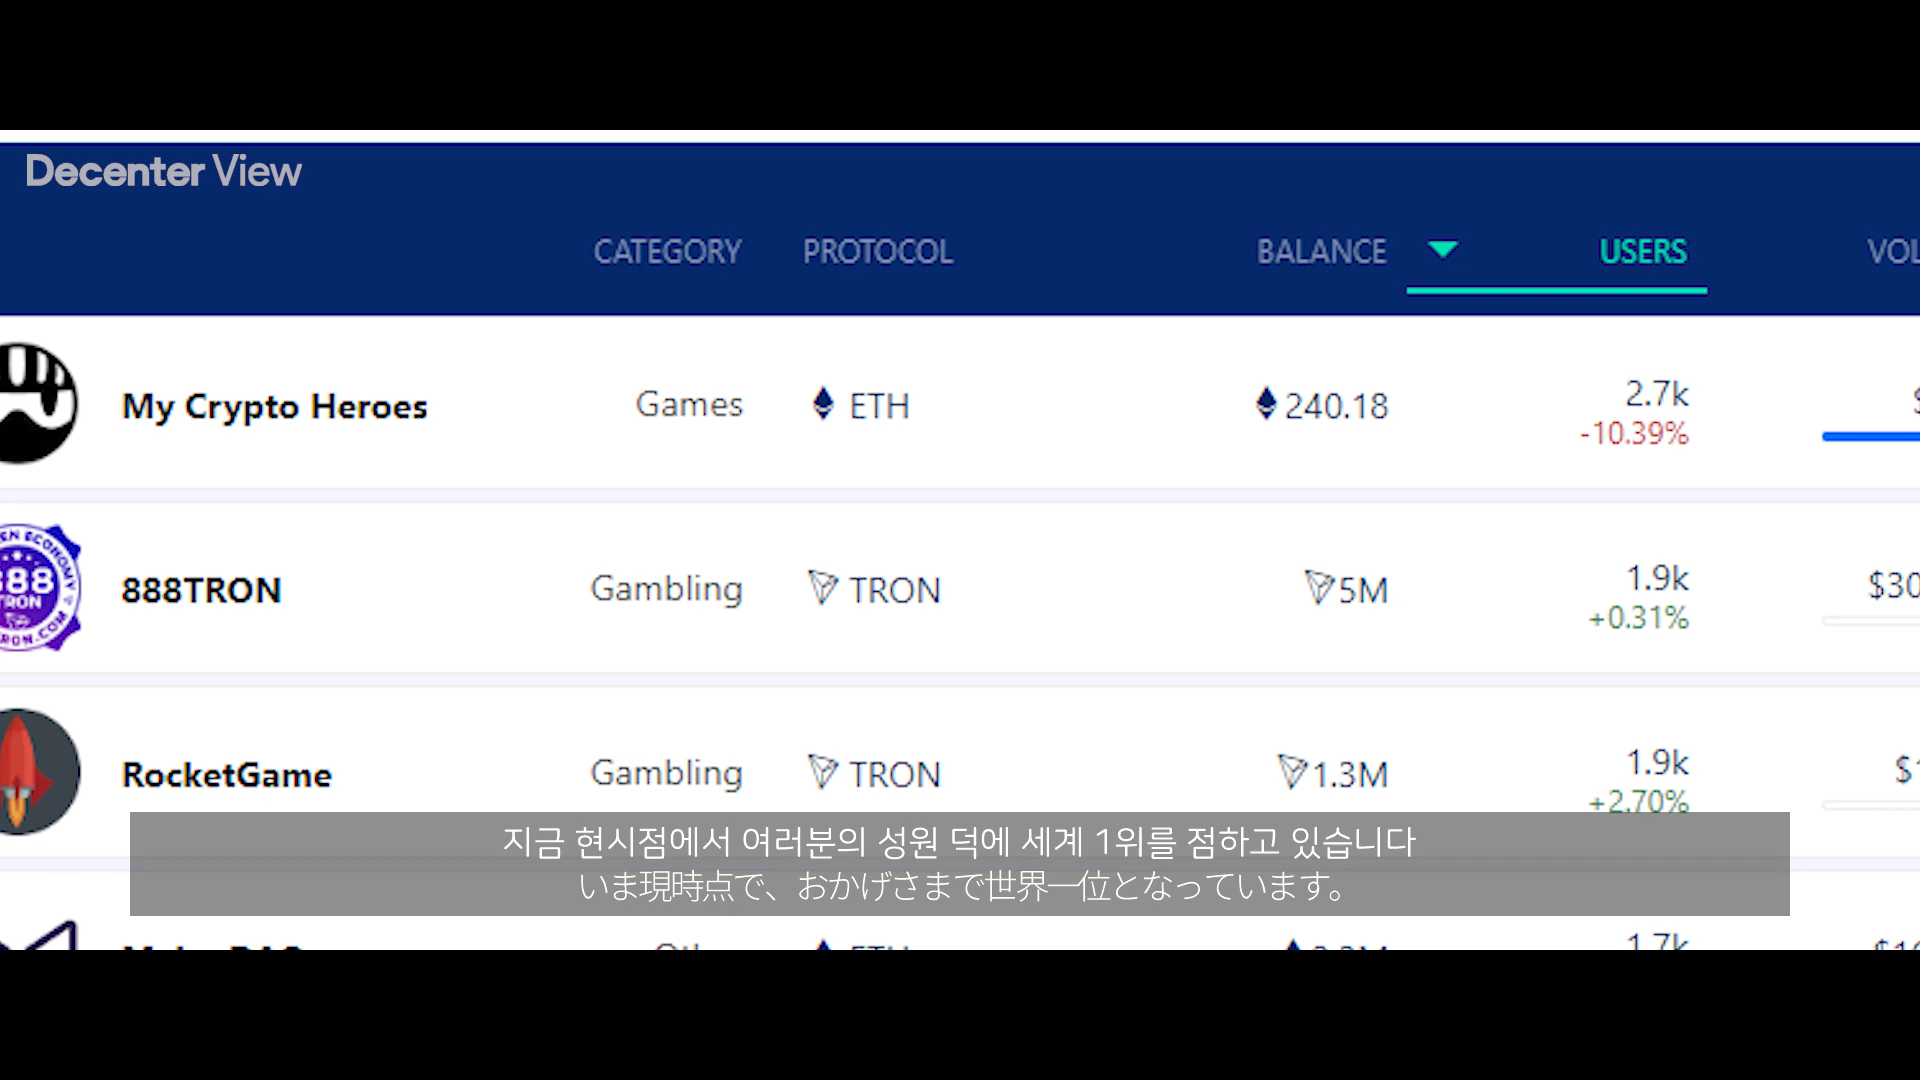 Decenter View
CATEGORY PROTOCOL BALANCE USERS
My Crypto Heroes Games ETH 240.18 2.7k
-10.39%
888TRON Gambling TRON 5M 1.9k $30
+0.31%
RocketGame Gambling TRON 1.3M 1.9k
+2.70%
지금 현시점에서 여러분의 성원 덕에 세계 1위를 점하고 있습니다
いま現時点で、おかげさまで世界一位となっています。
1.7k